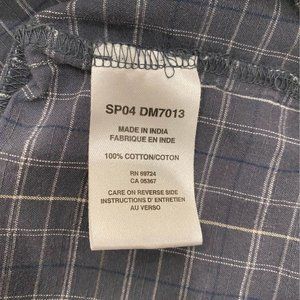 SP04 DM7013
MADE IN INDIA
FABRIQUE EN INDE
100% COTTON/COTON
RN 69724
CA 05367
CARE ON REVERSE SIDE
INSTRUCTIONS D' ENTRETIEN
AU VERSO